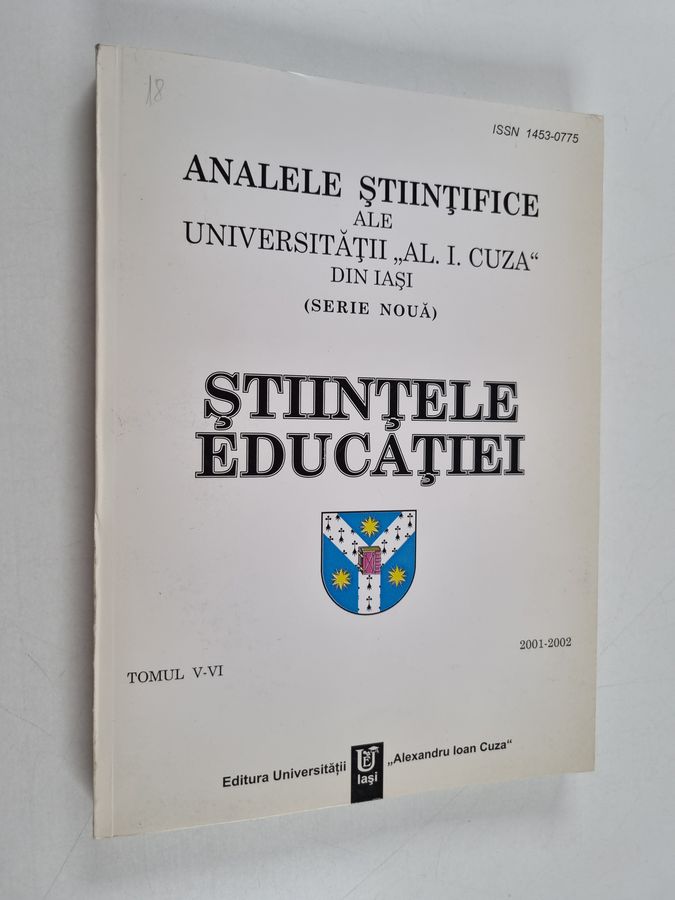 18
ISSN 1453-0775
ANALELE ŞTIINŢIFICE
ALE
UNIVERSITĂŢII „AL. I. CUZA“
DIN IAŞI
(SERIE NOUĂ)
ŞTIINŢELE
EDUCAŢIEI
TOMUL V-VI
2001-2002
Editura Universităţii
Iaşi
„Alexandru Ioan Cuza“